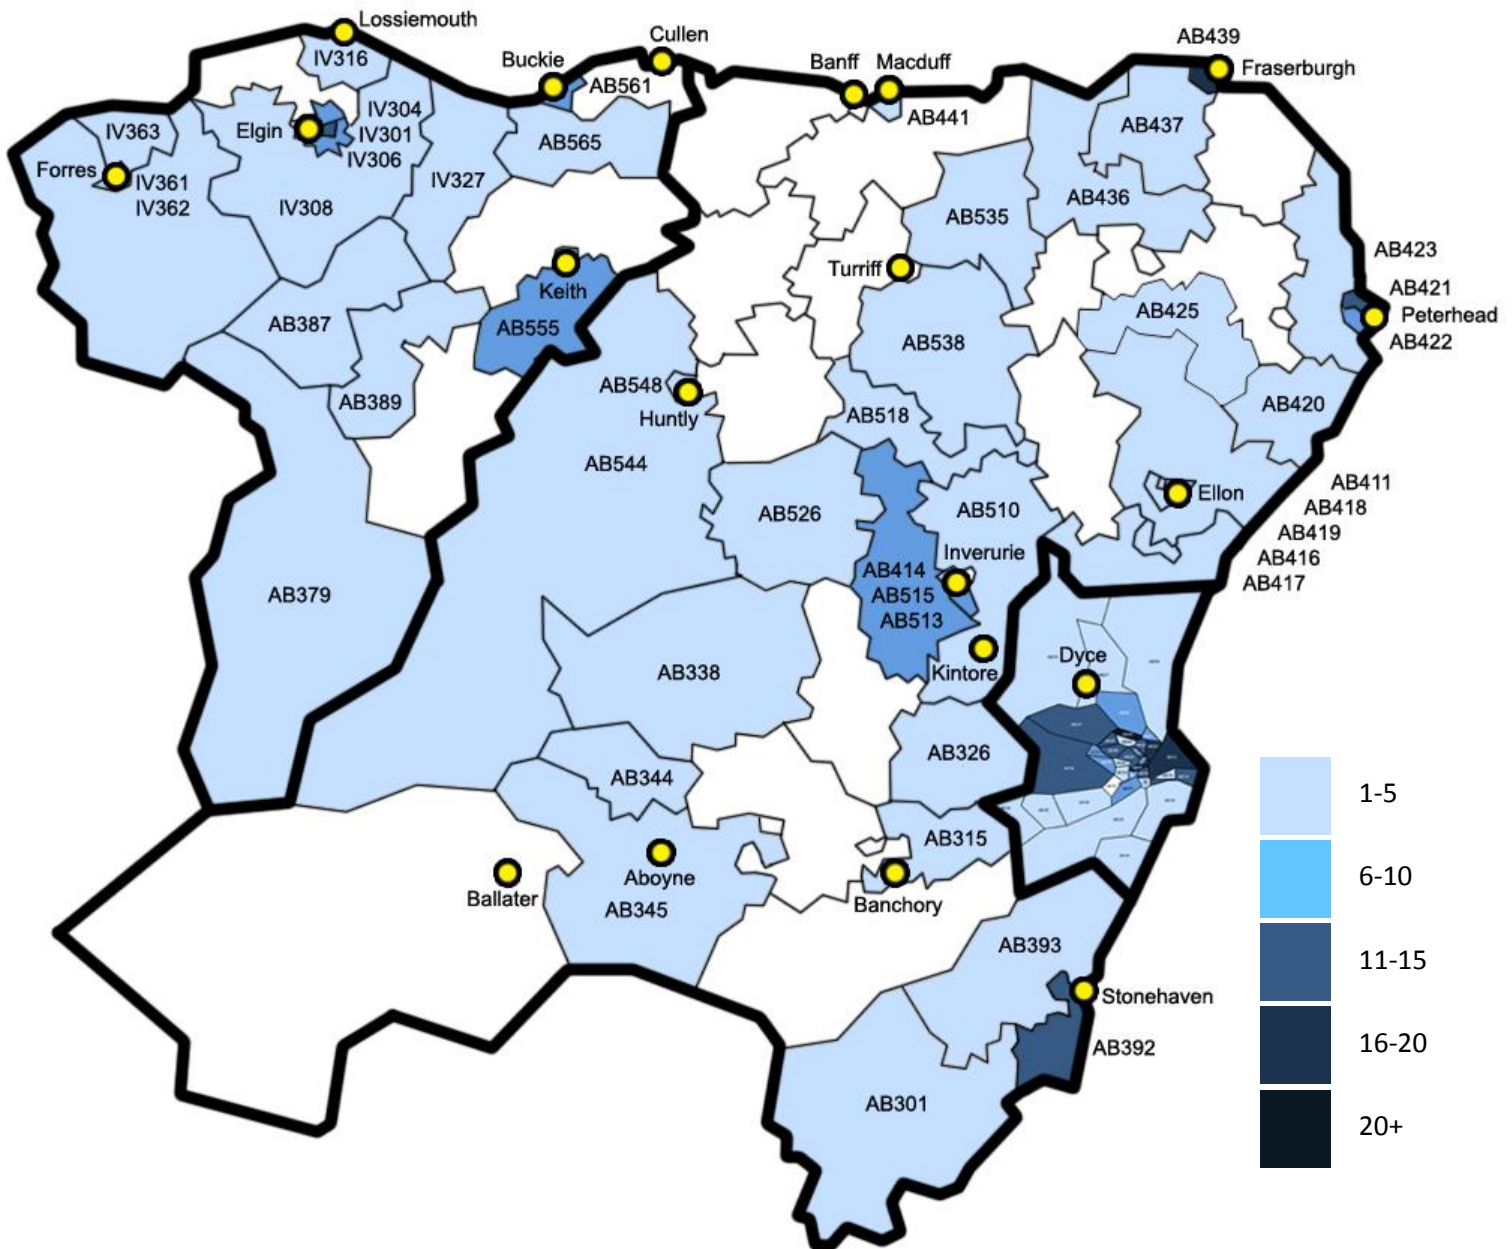 Lossiemouth
AB439
Cullen
Buckie
Banff
Macduff
Fraserburgh
IV316
AB561
IV304
AB441
AB437
IV363
Elgin
IV301
AB565
IV306
Forres
IV361
IV327
IV362
IV308
AB436
AB535
AB423
Turriff
Keith
AB421
AB425
Peterhead
AB387
AB555
AB538
AB422
AB548
AB389
Huntly
AB518
AB420
AB544
AB411
Ellon
AB418
AB526
AB510
AB419
Inverurie
AB416
AB414
AB417
AB379
AB515
AB513
Dyce
AB338
Kintore
AB326
AB344
1-5
AB315
Aboyne
6-10
Ballater
AB345
Banchory
AB393
11-15
Stonehaven
16-20
AB392
AB301
20+